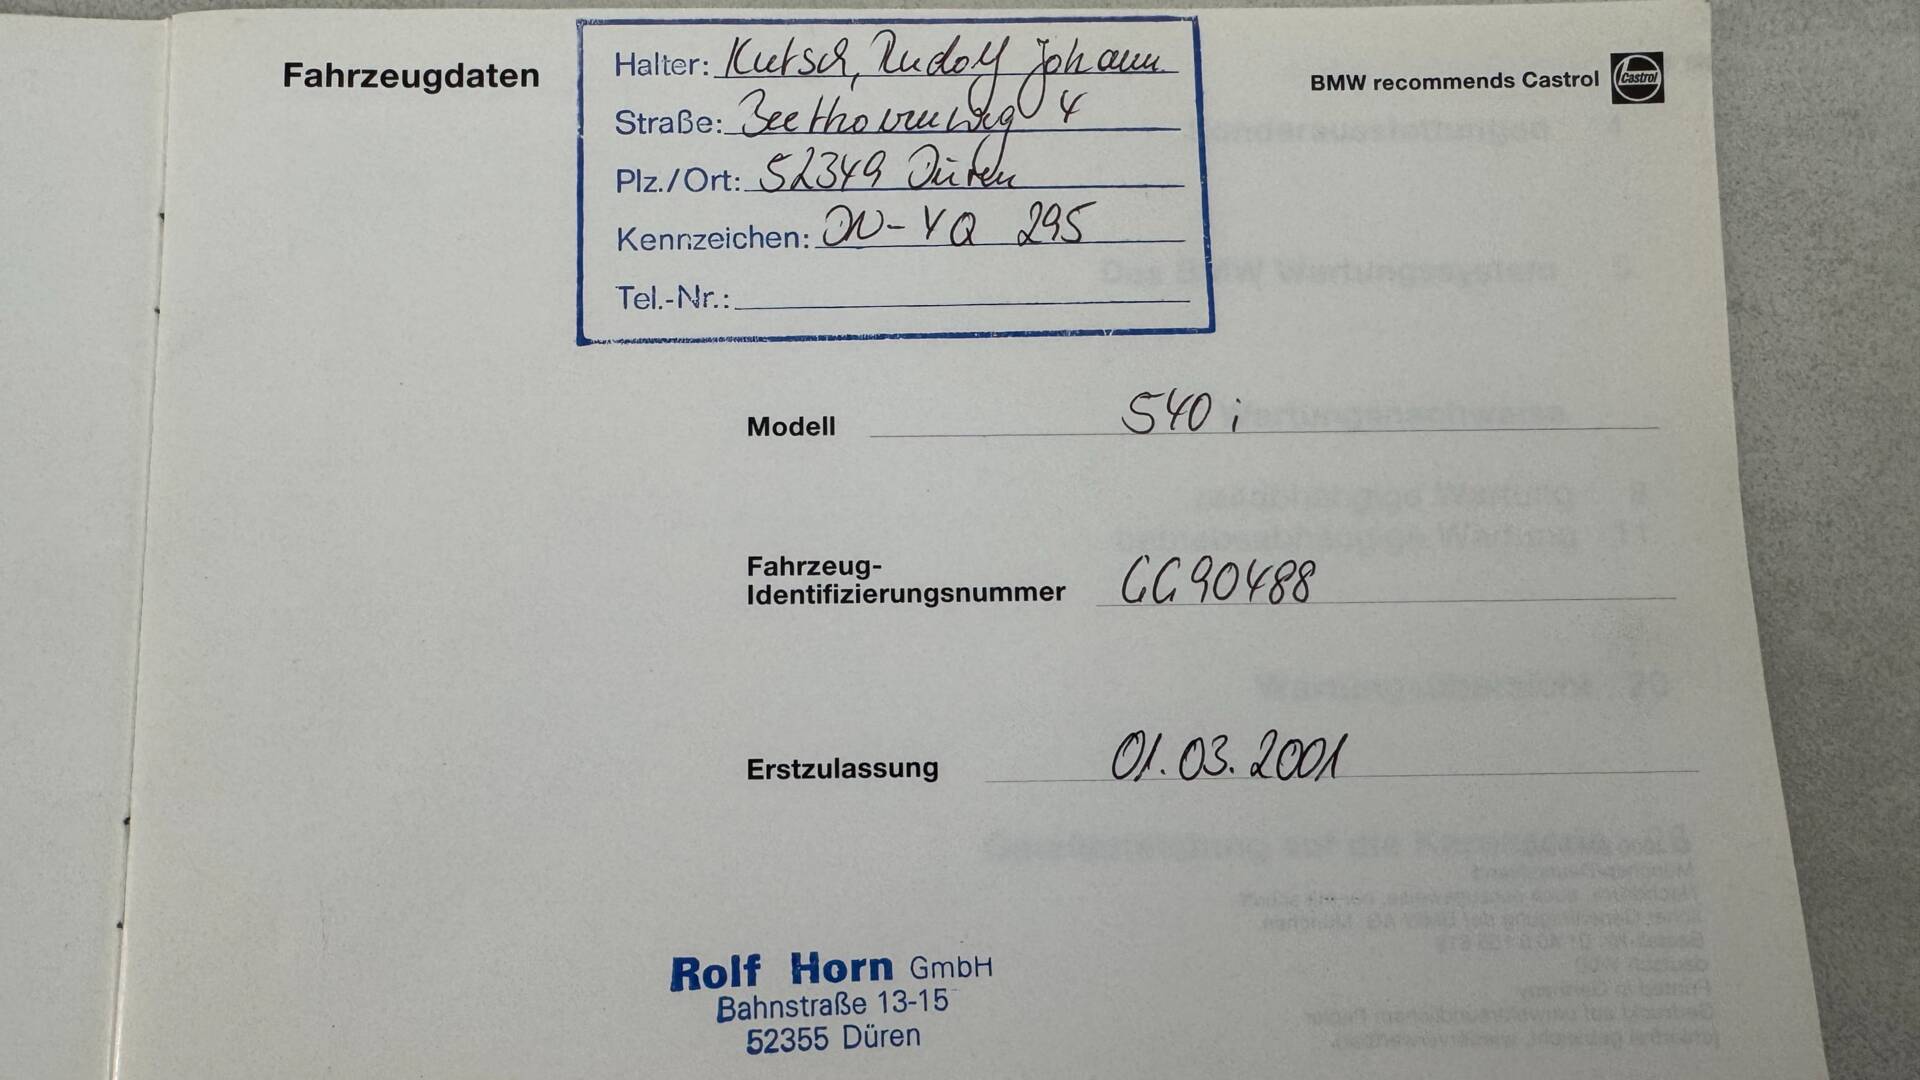 Fahrzeugdaten
Halter: Kutsch, Rudolf Johann
Straße: Beethovenweg 4
Plz./Ort: 52349 Düren
Kennzeichen: DN-YQ 295
Tel.-Nr.:
BMW recommends Castrol
Castrol
Modell 540 i
Fahrzeug-
Identifizierungsnummer GG90488
Erstzulassung 01.03.2001
Rolf Horn GmbH
Bahnstraße 13-15
52355 Düren